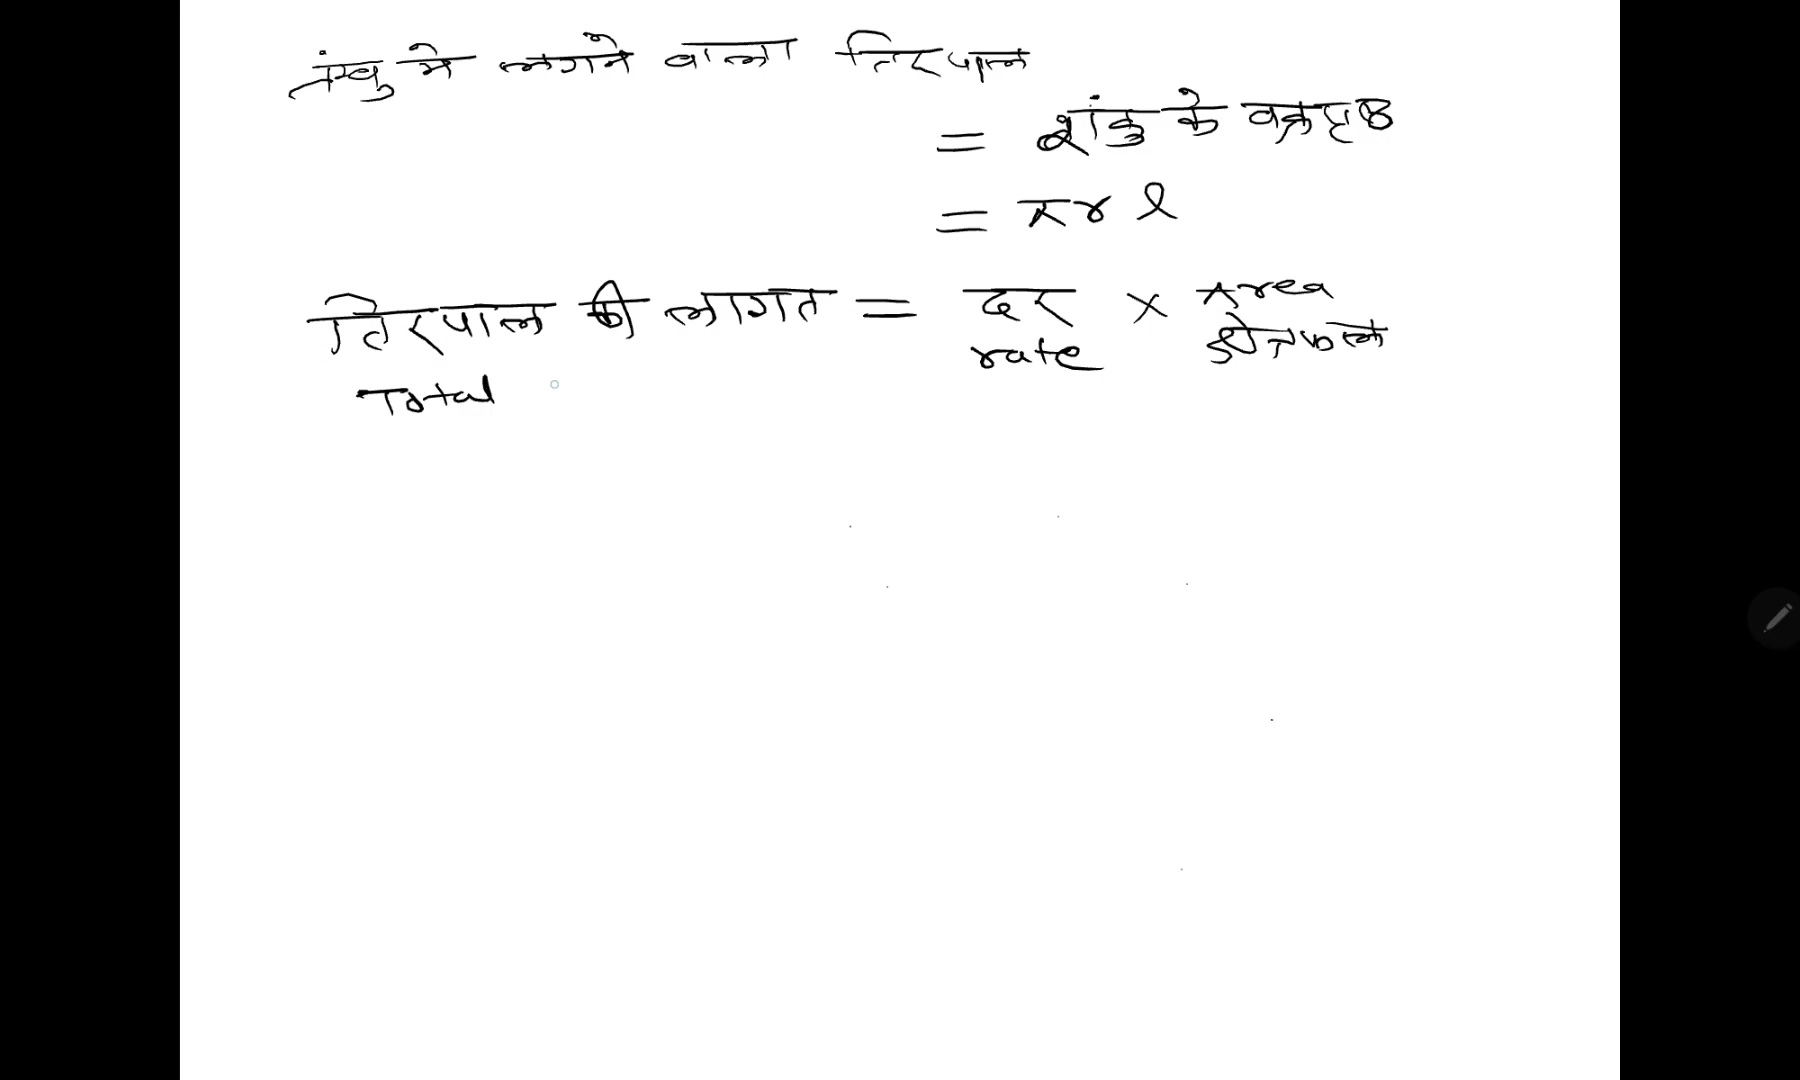 तम्बु मे लगने वाला तिरपाल
= शंकु के वक्रपृष्ठ
= πrl
तिरपाल की लागत = दर × Area
rate क्षेत्रफल
Total